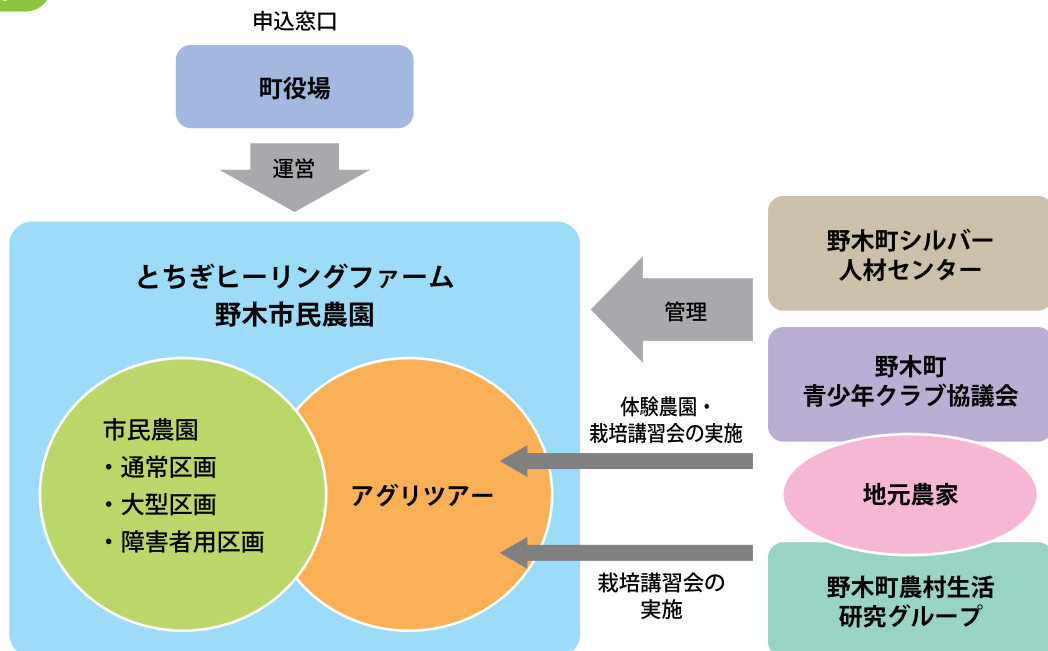 申込窓口
町役場
運営
とちぎヒーリングファーム
野木市民農園
市民農園
・通常区画
・大型区画
・障害者用区画
アグリツアー
管理
体験農園・
栽培講習会の実施
栽培講習会の
実施
野木町シルバー
人材センター
野木町
青少年クラブ協議会
地元農家
野木町農村生活
研究グループ